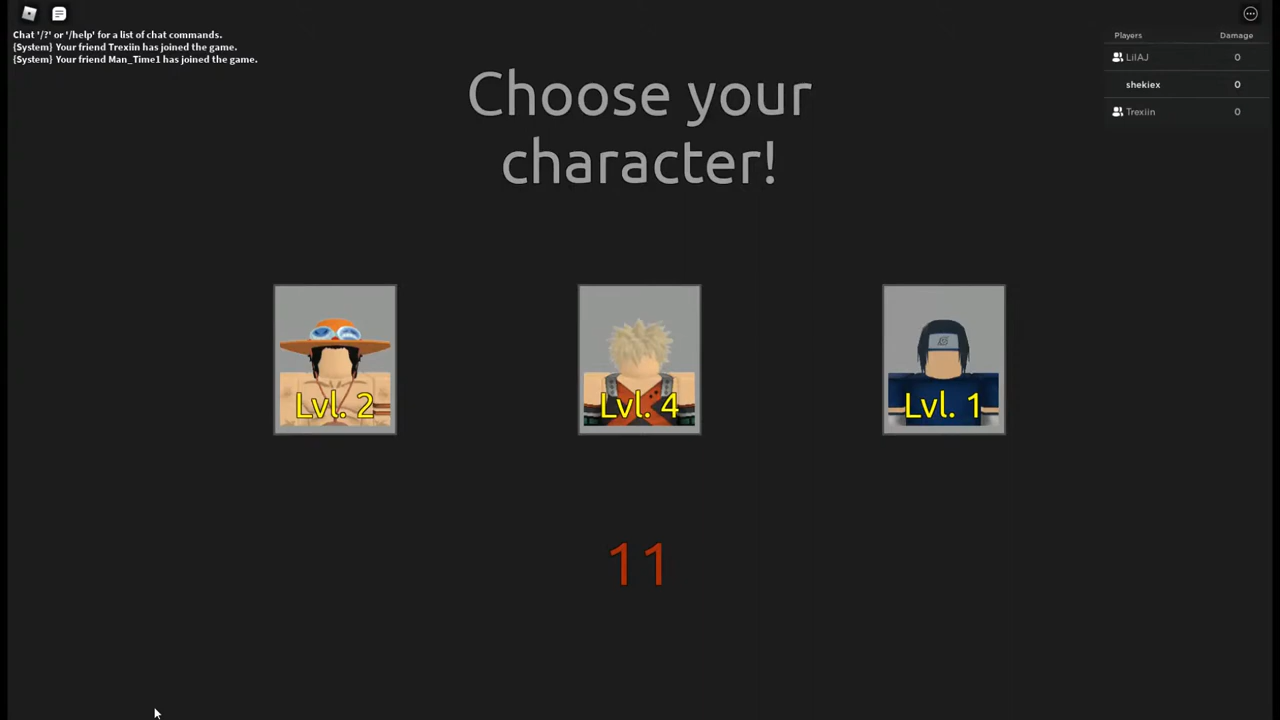 Chat '/?' or '/help' for a list of chat commands.
{System} Your friend Trexiin has joined the game.
{System} Your friend Man_Time1 has joined the game.
Players Damage
LilAJ 0
shekiex 0
Trexiin 0
Choose your
character!
Lvl. 2
Lvl. 4
Lvl. 1
11